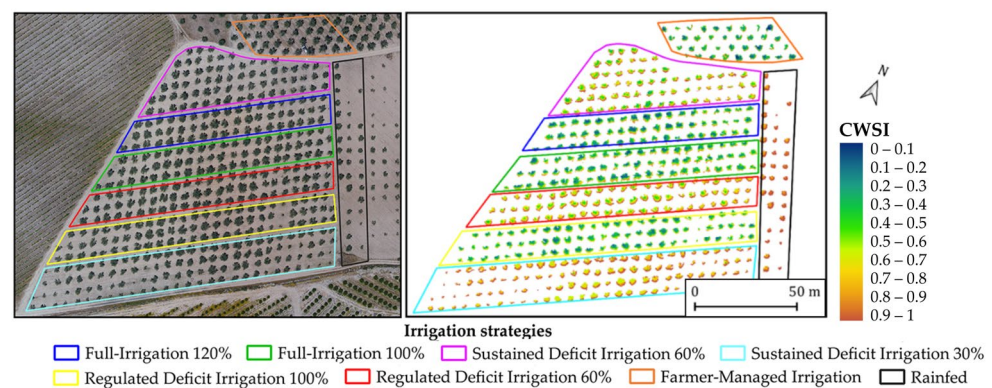 N
CWSI
0 – 0.1
0.1 – 0.2
0.2 – 0.3
0.3 – 0.4
0.4 – 0.5
0.5 – 0.6
0.6 – 0.7
0.7 – 0.8
0.8 – 0.9
0.9 – 1
0 50 m
Irrigation strategies
Full-Irrigation 120% Full-Irrigation 100% Sustained Deficit Irrigation 60% Sustained Deficit Irrigation 30%
Regulated Deficit Irrigation 100% Regulated Deficit Irrigation 60% Farmer-Managed Irrigation Rainfed